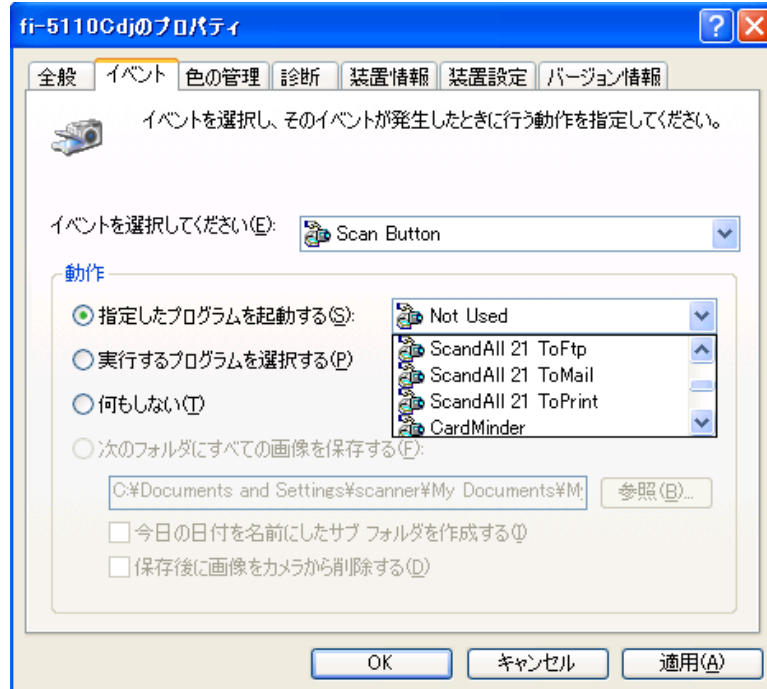 fi-5110Cdjのプロパティ
全般 イベント 色の管理 診断 装置情報 装置設定 バージョン情報
イベントを選択し、そのイベントが発生したときに行う動作を指定してください。
イベントを選択してください(E): Scan Button
動作
指定したプログラムを起動する(S): Not Used
ScandAll 21 ToFtp
実行するプログラムを選択する(P) ScandAll 21 ToMail
ScandAll 21 ToPrint
何もしない(T) CardMinder
次のフォルダにすべての画像を保存する(F):
C:¥Documents and Settings¥scanner¥My Documents¥M 参照(B)...
今日の日付を名前にしたサブ フォルダを作成する(I)
保存後に画像をカメラから削除する(D)
OK キャンセル 適用(A)